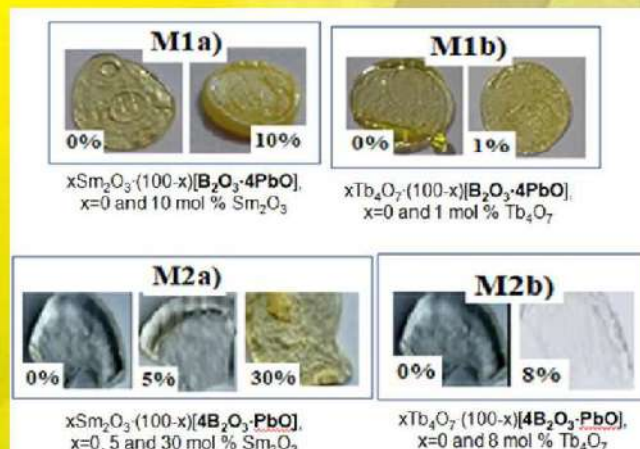 M1a)
0%
10%
xSm₂O₃·(100-x)[B₂O₃·4PbO],
x=0 and 10 mol % Sm₂O₃
M1b)
0%
1%
xTb₄O₇·(100-x)[B₂O₃·4PbO],
x=0 and 1 mol % Tb₄O₇
M2a)
0%
5%
30%
xSm₂O₃·(100-x)[4B₂O₃·PbO],
x=0, 5 and 30 mol % Sm₂O₃
M2b)
0%
8%
xTb₄O₇·(100-x)[4B₂O₃·PbO],
x=0 and 8 mol % Tb₄O₇